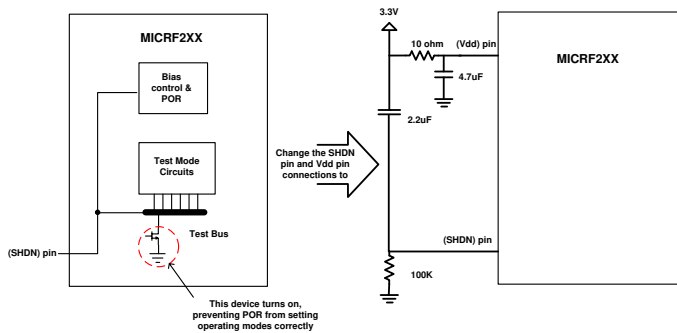 MICRF2XX
Bias
control &
POR
Test Mode
Circuits
Test Bus
(SHDN) pin
This device turns on,
preventing POR from setting
operating modes correctly
Change the SHDN
pin and Vdd pin
connections to
3.3V
10 ohm
(Vdd) pin
4.7uF
2.2uF
MICRF2XX
(SHDN) pin
100K